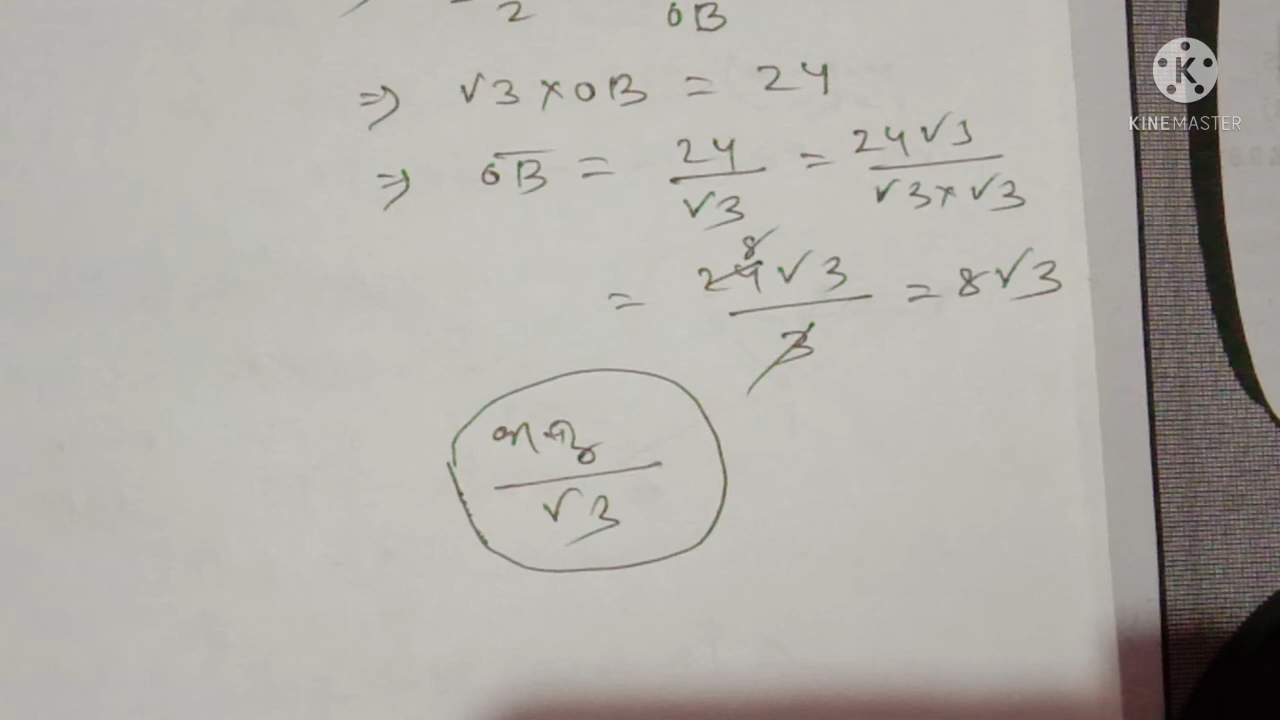 2 OB
⇒ √3 × OB = 24
⇒ OB = 24/√3 = 24√3/√3×√3
= 24√3/3 = 8√3
8
√3
KINEMASTER